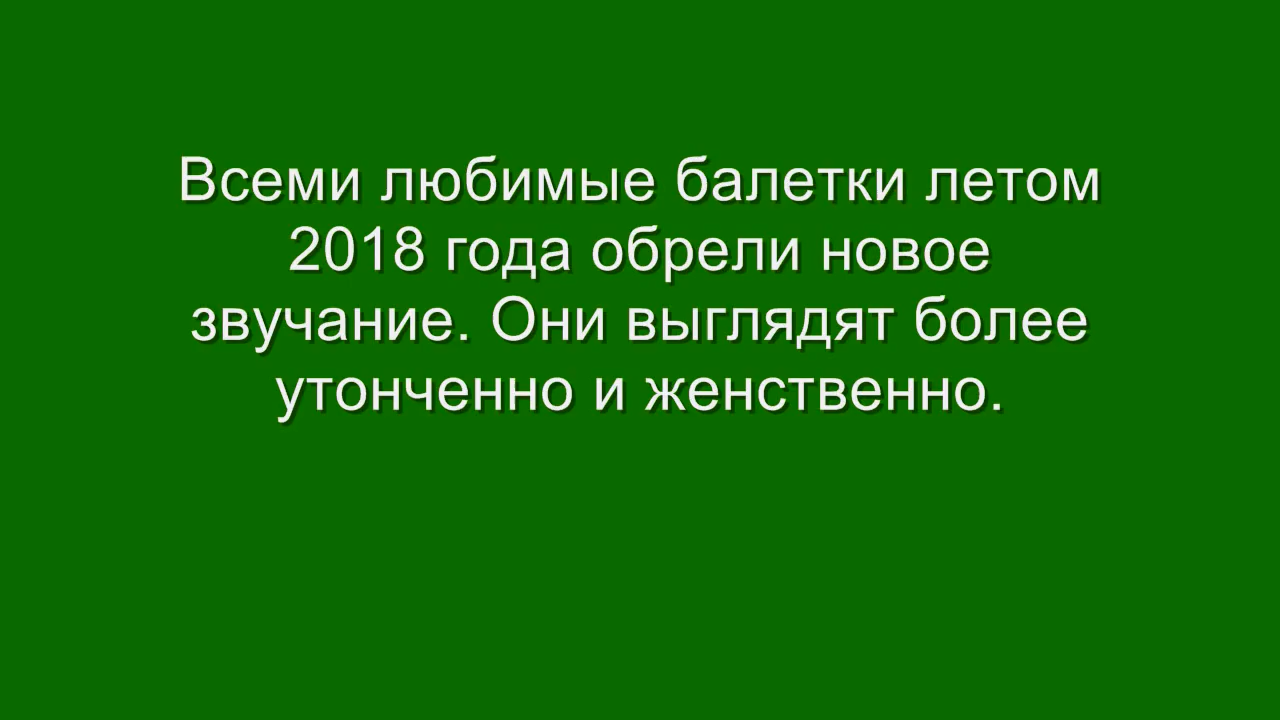 Всеми любимые балетки летом
2018 года обрели новое
звучание. Они выглядят более
утонченно и женственно.